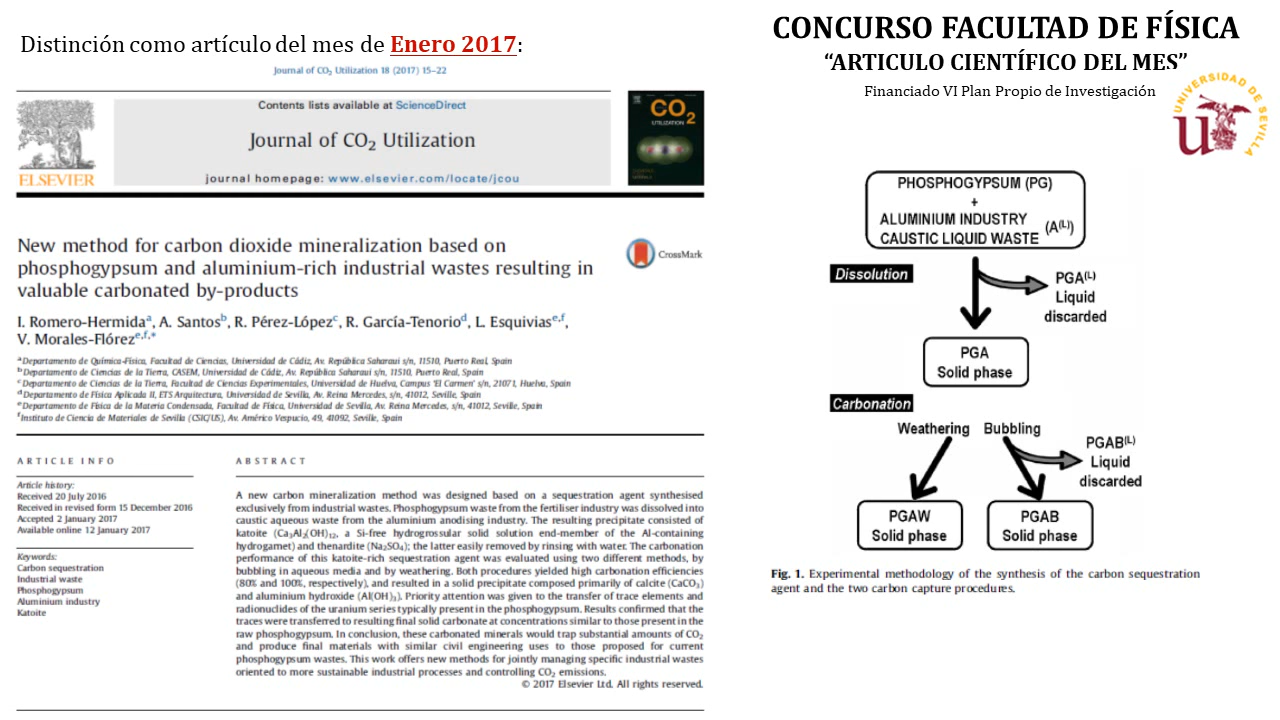 Distinción como artículo del mes de Enero 2017:
Journal of CO₂ Utilization 18 (2017) 15–22
Contents lists available at ScienceDirect
Journal of CO₂ Utilization
journal homepage: www.elsevier.com/locate/jcou
ELSEVIER
CO₂
UTILIZATION
New method for carbon dioxide mineralization based on
phosphogypsum and aluminium-rich industrial wastes resulting in
valuable carbonated by-products
CrossMark
I. Romero-Hermidaᵃ, A. Santosᵇ, R. Pérez-Lópezᶜ, R. García-Tenorioᵈ, L. Esquiviasᵉ,ᶠ,
V. Morales-Flórezᵉ,ᶠ,*
ᵃ Departamento de Química-Física, Facultad de Ciencias, Universidad de Cádiz, Av. República Saharaui s/n, 11510, Puerto Real, Spain
ᵇ Departamento de Ciencias de la Tierra, CASEM, Universidad de Cádiz, Av. República Saharaui s/n, 11510, Puerto Real, Spain
ᶜ Departamento de Ciencias de la Tierra, Facultad de Ciencias Experimentales, Universidad de Huelva, Campus 'El Carmen' s/n, 21071, Huelva, Spain
ᵈ Departamento de Física Aplicada II, ETS Arquitectura, Universidad de Sevilla, Av. Reina Mercedes, s/n, 41012, Seville, Spain
ᵉ Departamento de Física de la Materia Condensada, Facultad de Física, Universidad de Sevilla, Av. Reina Mercedes, s/n, 41012, Seville, Spain
ᶠ Instituto de Ciencia de Materiales de Sevilla (CSIC/US), Av. Américo Vespucio, 49, 41092, Seville, Spain
ARTICLE INFO
Article history:
Received 20 July 2016
Received in revised form 15 December 2016
Accepted 2 January 2017
Available online 12 January 2017
Keywords:
Carbon sequestration
Industrial waste
Phosphogypsum
Aluminium industry
Katoite
ABSTRACT
A new carbon mineralization method was designed based on a sequestration agent synthesised
exclusively from industrial wastes. Phosphogypsum waste from the fertiliser industry was dissolved into
caustic aqueous waste from the aluminium anodising industry. The resulting precipitate consisted of
katoite (Ca₃Al₂(OH)₁₂, a Si-free hydrogrossular solid solution end-member of the Al-containing
hydrogarnet) and thenardite (Na₂SO₄); the latter easily removed by rinsing with water. The carbonation
performance of this katoite-rich sequestration agent was evaluated using two different methods, by
bubbling in aqueous media and by weathering. Both procedures yielded high carbonation efficiencies
(80% and 100%, respectively), and resulted in a solid precipitate composed primarily of calcite (CaCO₃)
and aluminium hydroxide (Al(OH)₃). Priority attention was given to the transfer of trace elements and
radionuclides of the uranium series typically present in the phosphogypsum. Results confirmed that the
traces were transferred to resulting final solid carbonate at concentrations similar to those present in the
raw phosphogypsum. In conclusion, these carbonated minerals would trap substantial amounts of CO₂
and produce final materials with similar civil engineering uses to those proposed for current
phosphogypsum wastes. This work offers new methods for jointly managing specific industrial wastes
oriented to more sustainable industrial processes and controlling CO₂ emissions.
© 2017 Elsevier Ltd. All rights reserved.
CONCURSO FACULTAD DE FÍSICA
“ARTICULO CIENTÍFICO DEL MES”
Financiado VI Plan Propio de Investigación
UNIVERSIDAD DE SEVILLA
PHOSPHOGYPSUM (PG)
+
ALUMINIUM INDUSTRY
CAUSTIC LIQUID WASTE (A⁽ᴸ⁾)
Dissolution
PGA⁽ᴸ⁾
Liquid
discarded
PGA
Solid phase
Carbonation
Weathering Bubbling
PGAB⁽ᴸ⁾
Liquid
discarded
PGAW
Solid phase
PGAB
Solid phase
Fig. 1. Experimental methodology of the synthesis of the carbon sequestration
agent and the two carbon capture procedures.